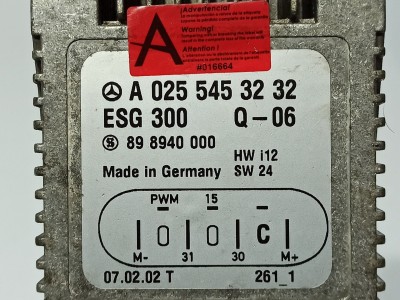 ¡Advertencia!
A
Warning!
Attention !
#016664
A 025 545 32 32
ESG 300 Q-06
89 8940 000
HW i12
Made in Germany SW 24
PWM 15
C
M- 31 30 M+
07.02.02 T 261_1